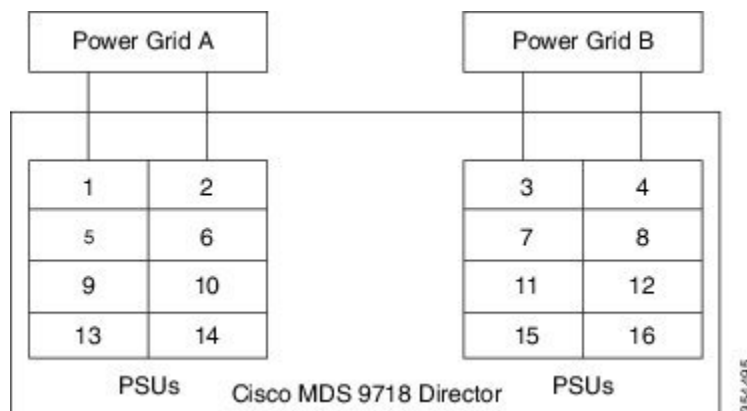 Power Grid A
Power Grid B
1 2 3 4
5 6 7 8
9 10 11 12
13 14 15 16
PSUs Cisco MDS 9718 Director PSUs